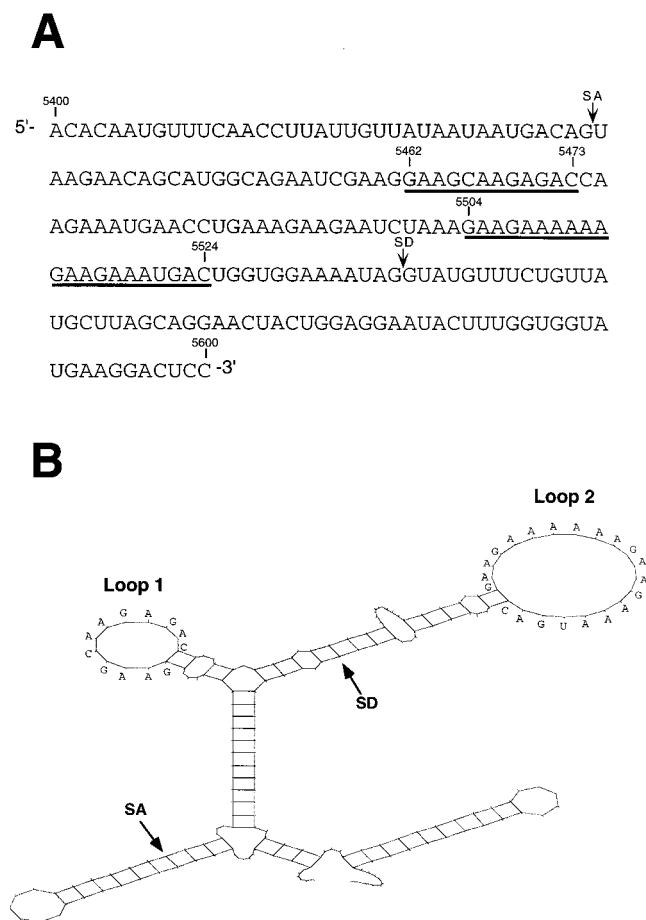 A
5400
SA
5'- ACACAAUGUUUCAACCUUAUUGUUAUAAUAAUGACAGU
5462 5473
AAGAACAGCAUGGCAGAAUCGAAGGAAGCAAGAGACCA
5504
AGAAAUGAACCUGAAAGAAGAAUCUAAAGAAGAAAAAA
5524 SD
GAAGAAAUGACUGGUGGAAAAUAGGUAUGUUUCUGUUA
UGCUUAGCAGGAACUACUGGAGGAAUACUUUGGUGGUA
5600
UGAAGGACUCC -3'
B
Loop 2
A G A A A A A A A G A A G A A A U G A C G A
Loop 1
G A A G C A A G A G A C
SD
SA